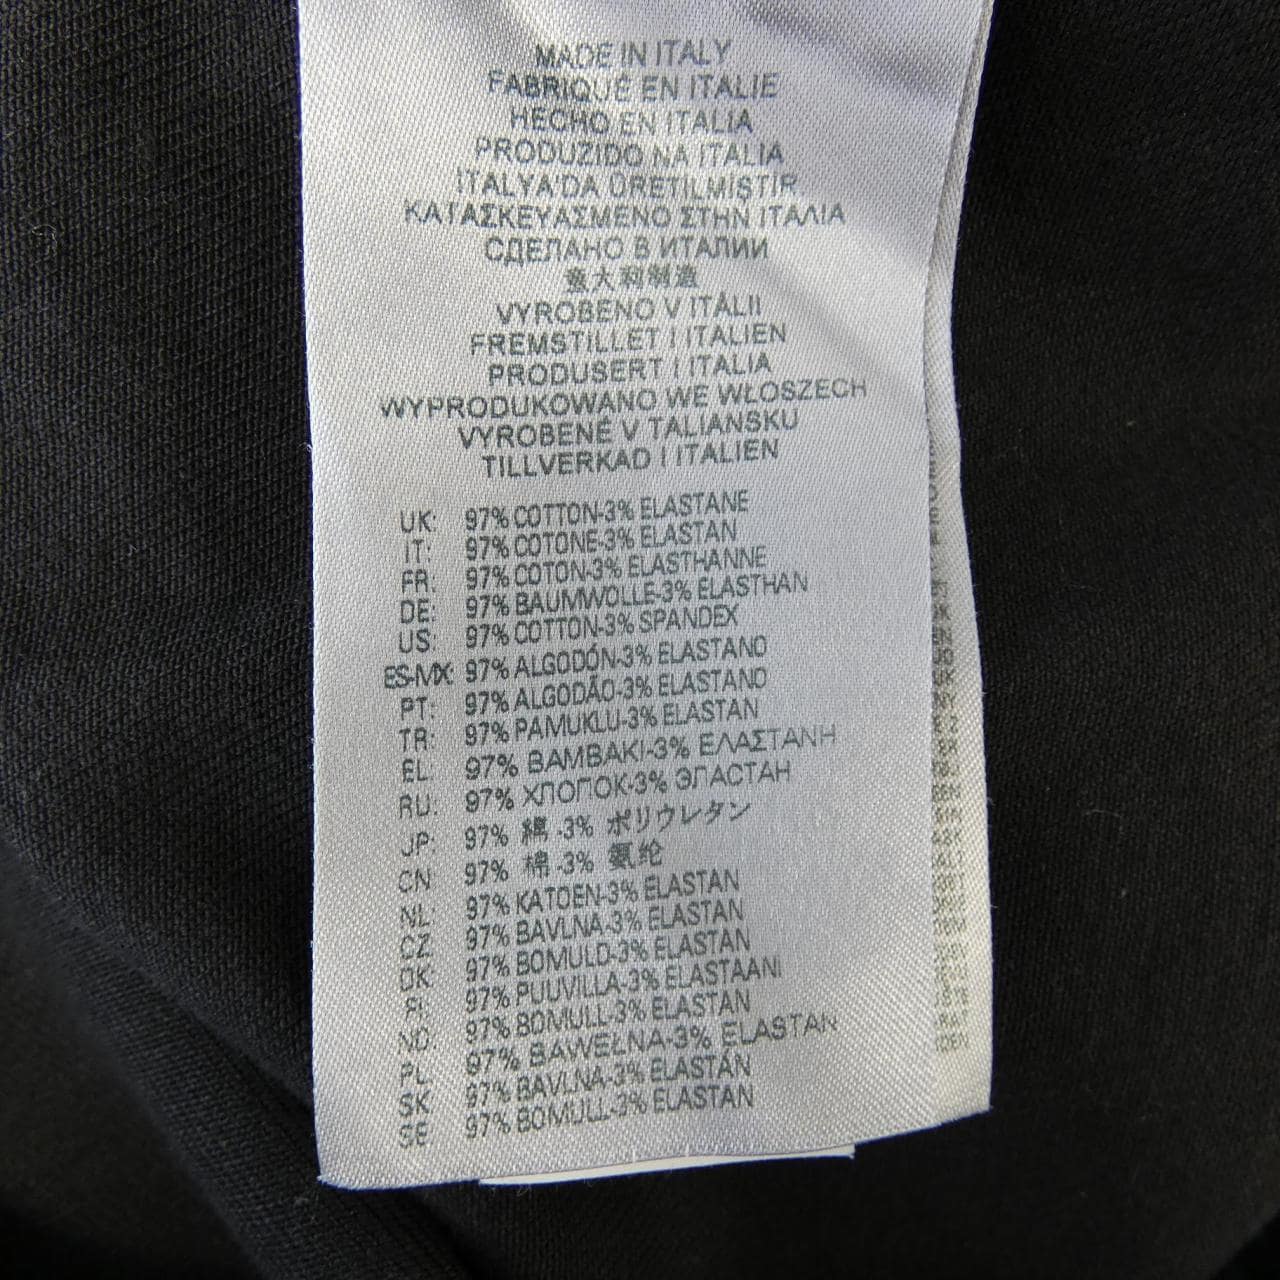 MADE IN ITALY
FABRIQUÉ EN ITALIE
HECHO EN ITALIA
PRODUZIDO NA ITALIA
ITALYA'DA ÜRETILMIŞTIR
ΚΑΤΑΣΚΕΥΑΣΜΕΝΟ ΣΤΗΝ ΙΤΑΛΙΑ
СДЕЛАНО В ИТАЛИИ
意大利制造
VYROBENO V ITÁLII
FREMSTILLET I ITALIEN
PRODUSERT I ITALIA
WYPRODUKOWANO WE WŁOSZECH
VYROBENÉ V TALIANSKU
TILLVERKAD I ITALIEN
UK: 97% COTTON-3% ELASTANE
IT: 97% COTONE-3% ELASTAN
FR: 97% COTON-3% ELASTHANNE
DE: 97% BAUMWOLLE-3% ELASTHAN
US: 97% COTTON-3% SPANDEX
ES-MX: 97% ALGODÓN-3% ELASTANO
PT: 97% ALGODÃO-3% ELASTANO
TR: 97% PAMUKLU-3% ELASTAN
EL: 97% ΒΑΜΒΑΚΙ-3% ΕΛΑΣΤΑΝΗ
RU: 97% ХЛОПОК-3% ЭЛАСТАН
JP: 97% 綿 -3% ポリウレタン
CN 97% 棉 -3% 氨纶
NL: 97% KATOEN-3% ELASTAN
CZ 97% BAVLNA-3% ELASTAN
DK: 97% BOMULD-3% ELASTAN
FI: 97% PUUVILLA-3% ELASTAANI
NO: 97% BOMULL-3% ELASTAN
PL 97% BAWEŁNA-3% ELASTAN
SK 97% BAVLNA-3% ELASTÁN
SE 97% BOMULL-3% ELASTAN